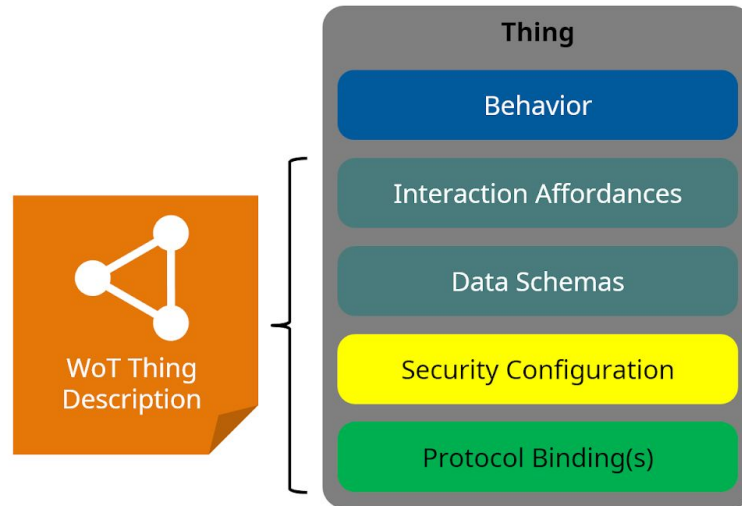 Thing
Behavior
Interaction Affordances
Data Schemas
Security Configuration
Protocol Binding(s)
WoT Thing
Description